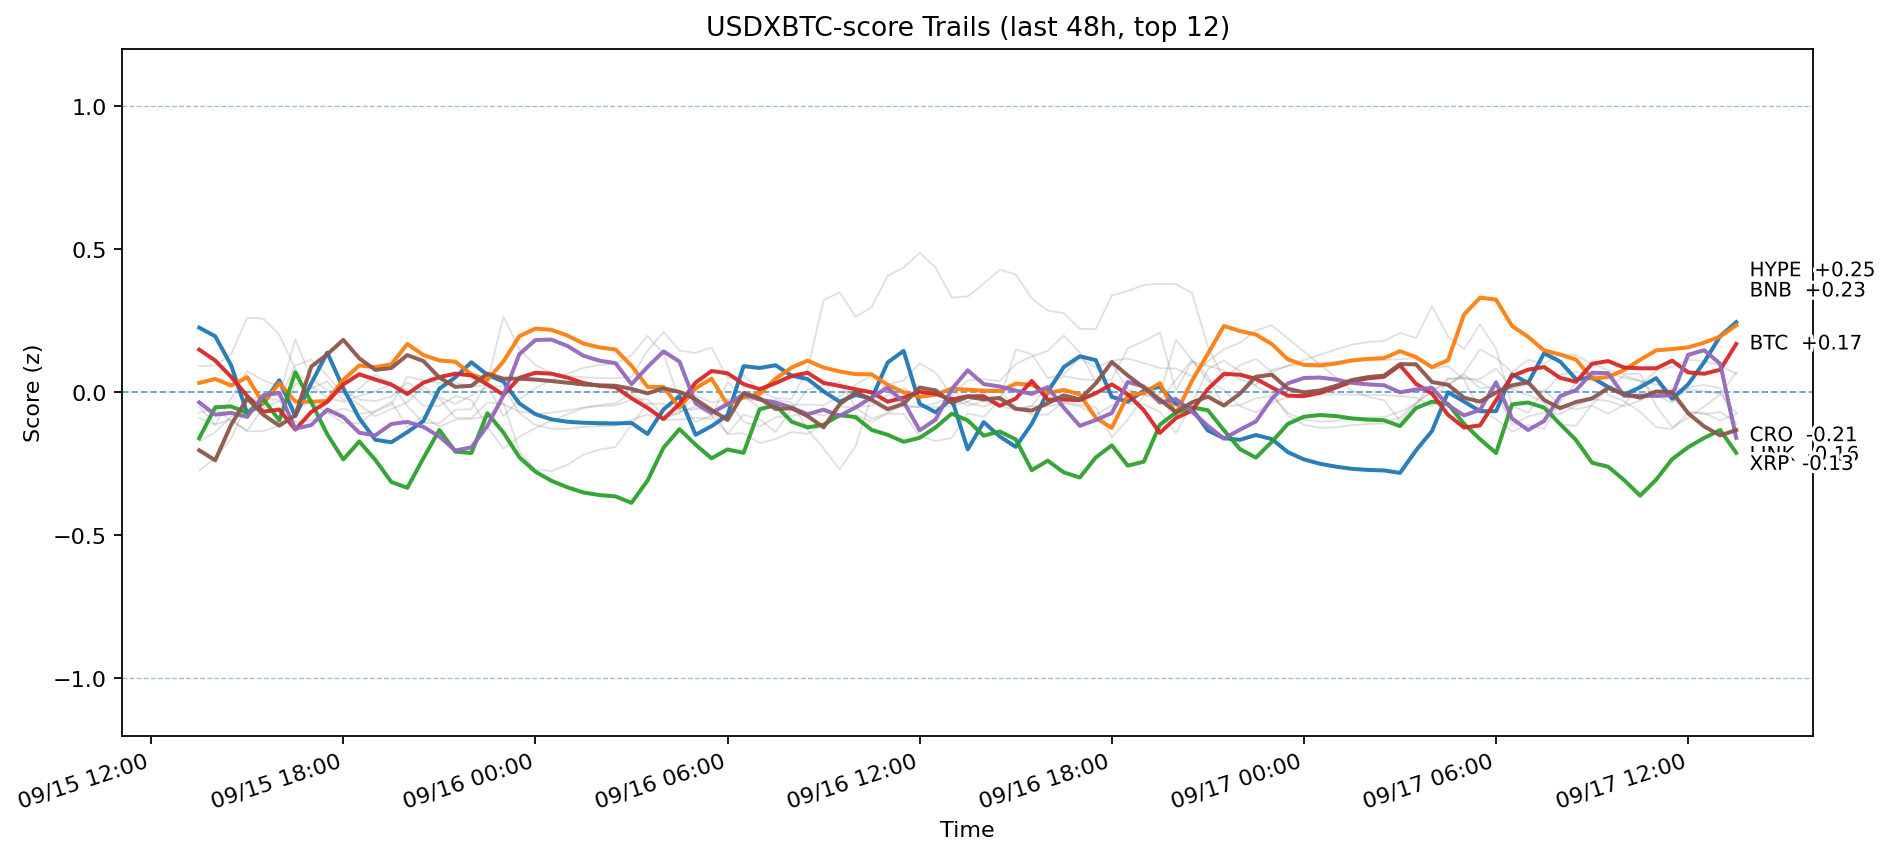 USDXBTC-score Trails (last 48h, top 12)
Score (z)
1.0
0.5
0.0
−0.5
−1.0
HYPE +0.25
BNB +0.23
BTC +0.17
CRO -0.21
XRP -0.13
09/15 12:00
09/15 18:00
09/16 00:00
09/16 06:00
09/16 12:00
09/16 18:00
09/17 00:00
09/17 06:00
09/17 12:00
Time